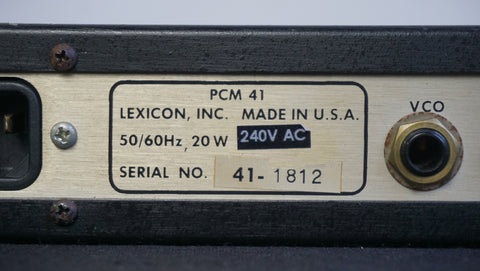 PCM 41
LEXICON, INC. MADE IN U.S.A.
50/60Hz, 20 W 240V AC
SERIAL NO. 41-1812
VCO